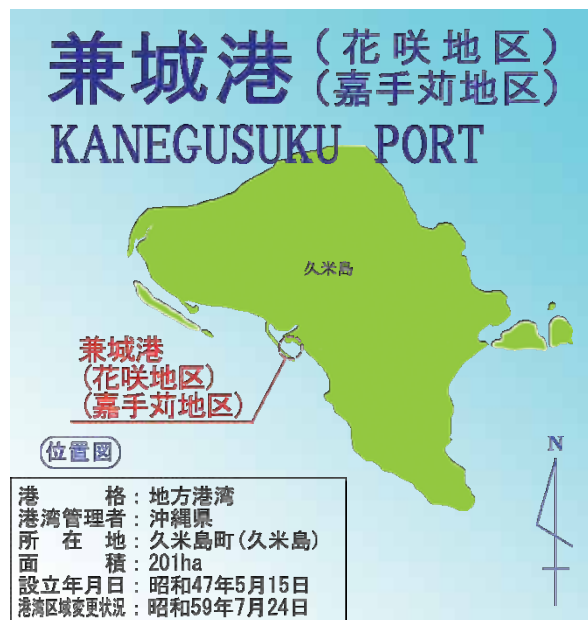 兼城港(花咲地区)
(嘉手苅地区)
KANEGUSUKU PORT
久米島
兼城港
(花咲地区)
(嘉手苅地区)
位置図
N
港格:地方港湾
港湾管理者:沖縄県
所在地:久米島町(久米島)
面積:201ha
設立年月日:昭和47年5月15日
港湾区域変更状況:昭和59年7月24日